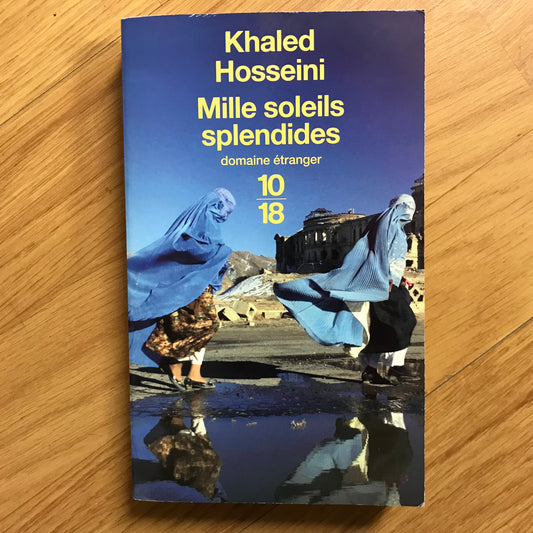 Khaled
Hosseini
Mille soleils
splendides
domaine étranger
10
18